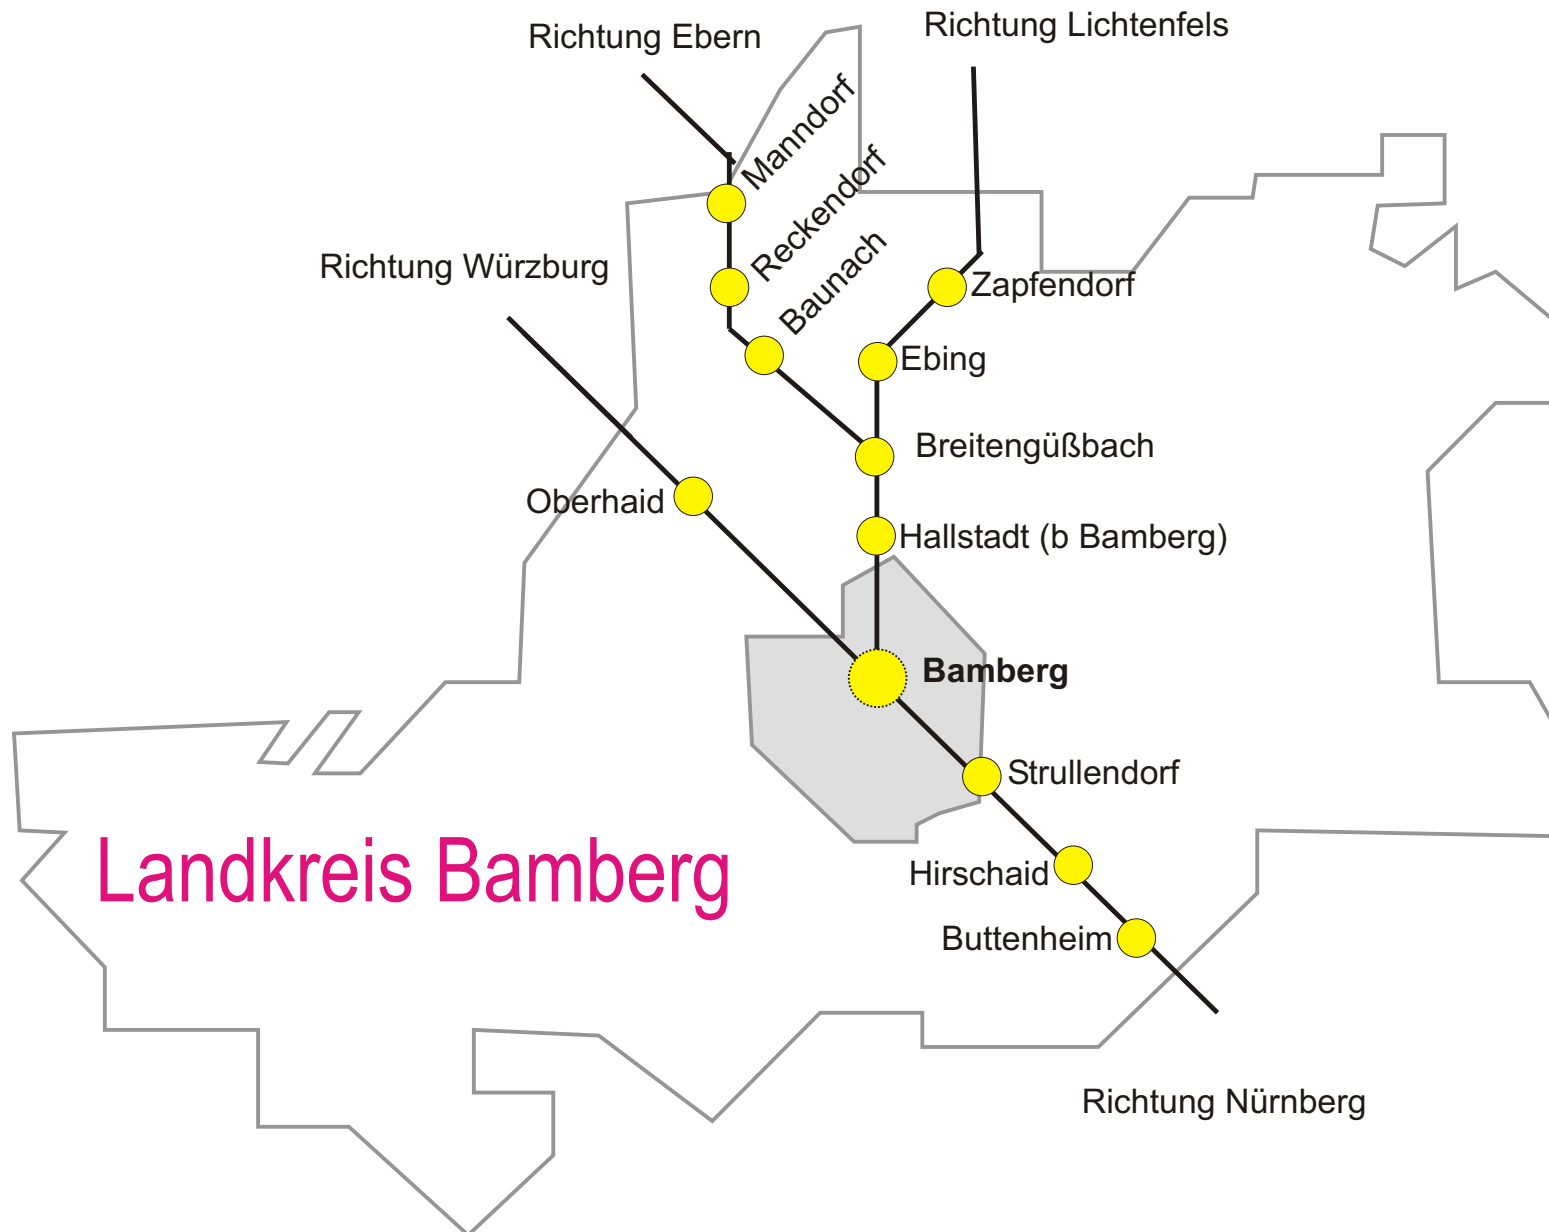 Richtung Ebern
Richtung Lichtenfels
Manndorf
Reckendorf
Baunach
Richtung Würzburg
Zapfendorf
Ebing
Breitengüßbach
Oberhaid
Hallstadt (b Bamberg)
Bamberg
Strullendorf
Landkreis Bamberg
Hirschaid
Buttenheim
Richtung Nürnberg